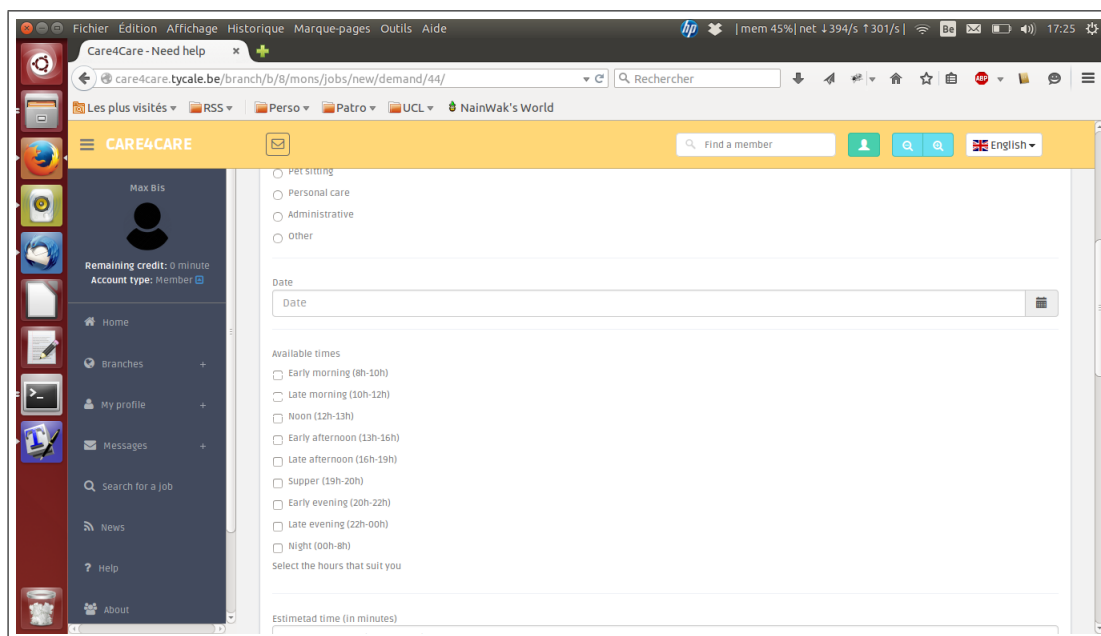 Fichier Édition Affichage Historique Marque-pages Outils Aide
hp | mem 45%| net ↓394/s ↑301/s| Be 17:25
Care4Care - Need help × +
care4care.tycale.be/branch/b/8/mons/jobs/new/demand/44/ Rechercher ABP
Les plus visités RSS Perso Patro UCL NainWak's World
CARE4CARE Find a member English
Max Bis
Remaining credit: 0 minute
Account type: Member
Home
Branches +
My profile +
Messages +
Search for a job
News
? Help
About
Pet sitting
Personal care
Administrative
Other
Date
Date
Available times
Early morning (8h-10h)
Late morning (10h-12h)
Noon (12h-13h)
Early afternoon (13h-16h)
Late afternoon (16h-19h)
Supper (19h-20h)
Early evening (20h-22h)
Late evening (22h-00h)
Night (00h-8h)
Select the hours that suit you
Estimetad time (in minutes)